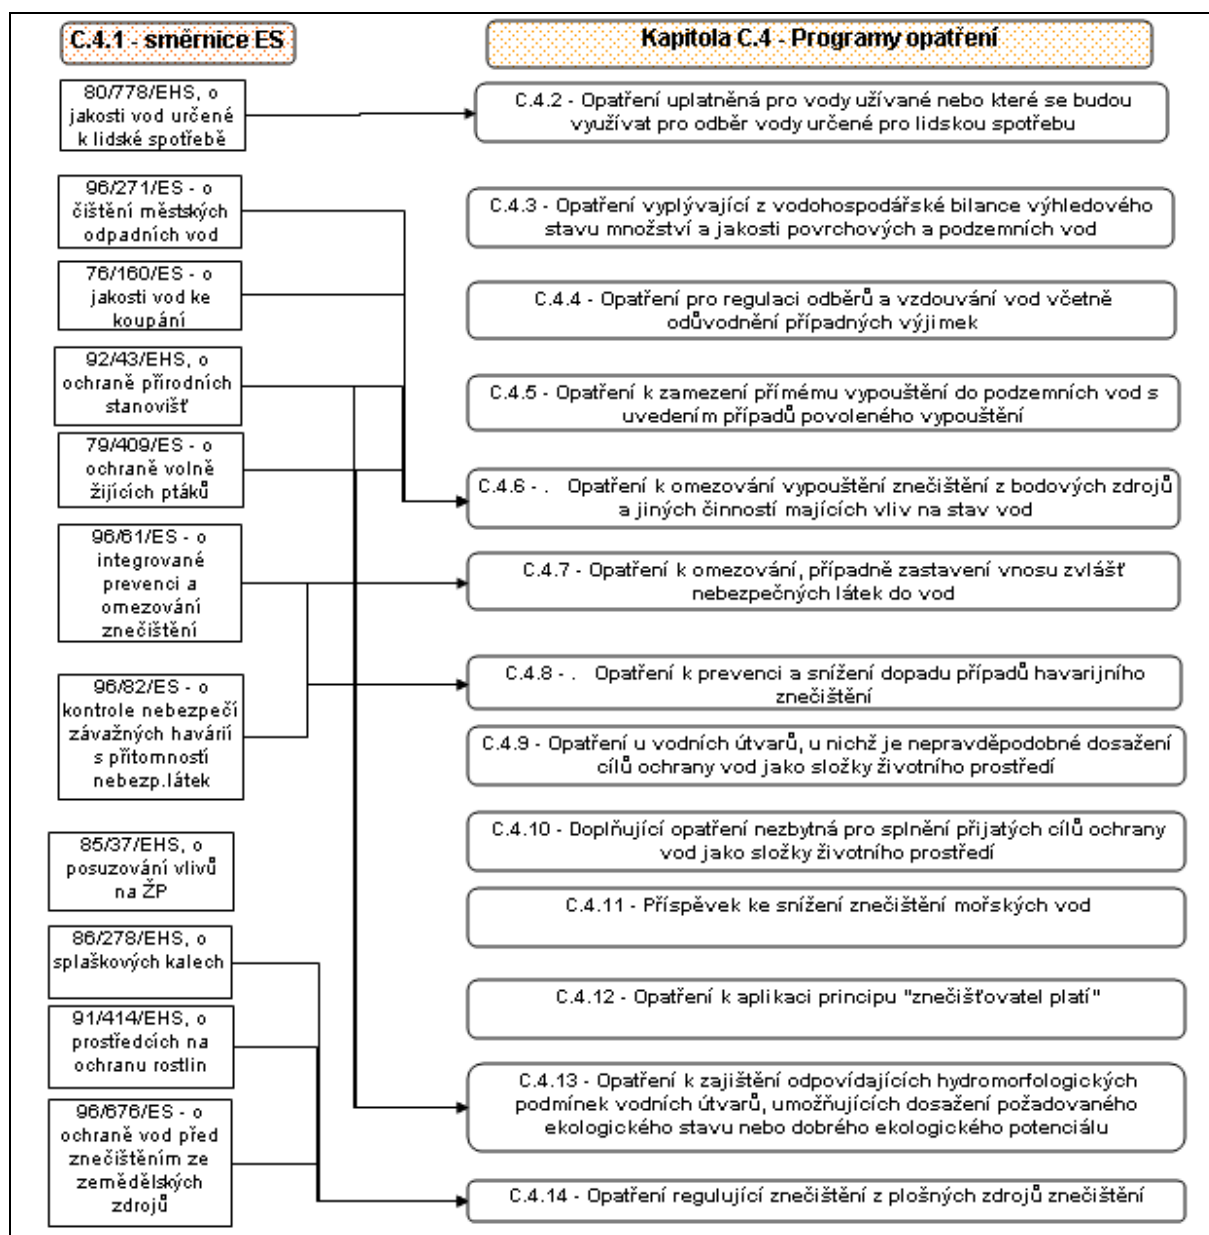 C.4.1 - směrnice ES
80/778/EHS, o
jakosti vod určené
k lidské spotřebě
96/271/ES - o
čištění městských
odpadních vod
76/160/ES - o
jakosti vod ke
koupání
92/43/EHS, o
ochraně přírodních
stanovišť
79/409/ES - o
ochraně volně
žijících ptáků
96/61/ES - o
integrované
prevenci a
omezování
znečištění
96/82/ES - o
kontrole nebezpečí
závažných havárií
s přítomností
nebezp.látek
85/37/EHS, o
posuzování vlivů
na ŽP
86/278/EHS, o
splaškových kalech
91/414/EHS, o
prostředcích na
ochranu rostlin
96/676/ES - o
ochraně vod před
znečištěním ze
zemědělských
zdrojů
Kapitola C.4 - Programy opatření
C.4.2 - Opatření uplatněná pro vody užívané nebo které se budou
využívat pro odběr vody určené pro lidskou spotřebu
C.4.3 - Opatření vyplývající z vodohospodářské bilance výhledového
stavu množství a jakosti povrchových a podzemních vod
C.4.4 - Opatření pro regulaci odběrů a vzdouvání vod včetně
odůvodnění případných výjimek
C.4.5 - Opatření k zamezení přímému vypouštění do podzemních vod s
uvedením případů povoleného vypouštění
C.4.6 - . Opatření k omezování vypouštění znečištění z bodových zdrojů
a jiných činností majících vliv na stav vod
C.4.7 - Opatření k omezování, případně zastavení vnosu zvlášť
nebezpečných látek do vod
C.4.8 - . Opatření k prevenci a snížení dopadu případů havarijního
znečištění
C.4.9 - Opatření u vodních útvarů, u nichž je nepravděpodobné dosažení
cílů ochrany vod jako složky životního prostředí
C.4.10 - Doplňující opatření nezbytná pro splnění přijatých cílů ochrany
vod jako složky životního prostředí
C.4.11 - Příspěvek ke snížení znečištění mořských vod
C.4.12 - Opatření k aplikaci principu "znečišťovatel platí"
C.4.13 - Opatření k zajištění odpovídajících hydromorfologických
podmínek vodních útvarů, umožňujících dosažení požadovaného
ekologického stavu nebo dobrého ekologického potenciálu
C.4.14 - Opatření regulující znečištění z plošných zdrojů znečištění